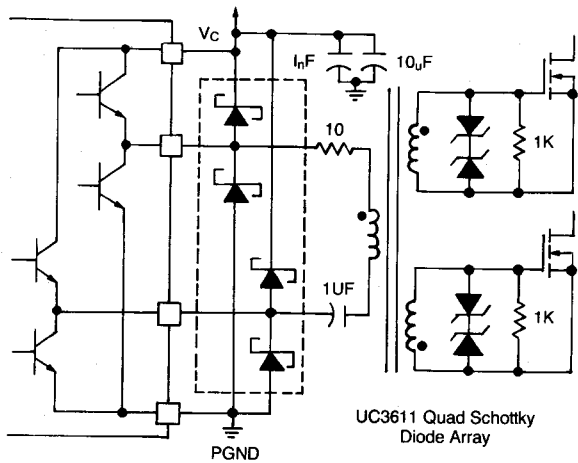 VC
InF
10uF
10
1K
1UF
1K
PGND
UC3611 Quad Schottky
Diode Array